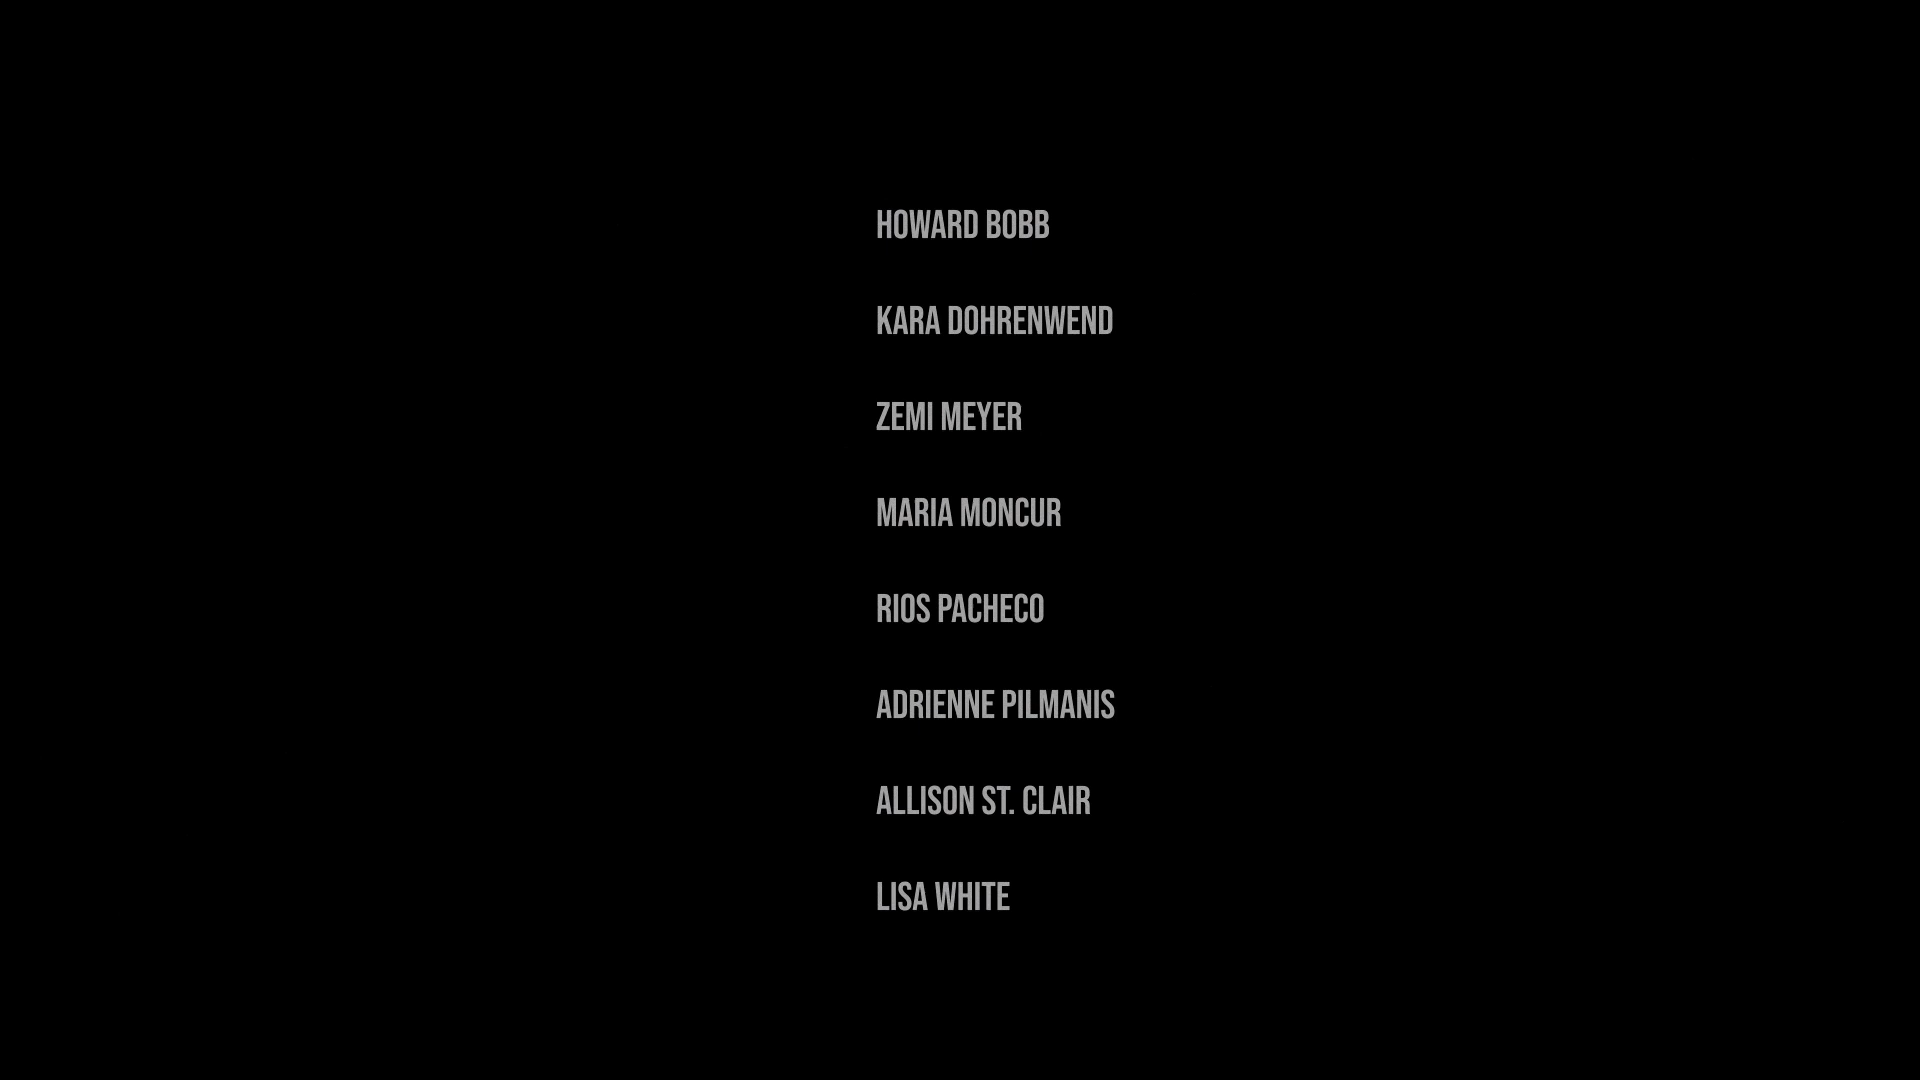 HOWARD BOBB
KARA DOHRENWEND
ZEMI MEYER
MARIA MONCUR
RIOS PACHECO
ADRIENNE PILMANIS
ALLISON ST. CLAIR
LISA WHITE